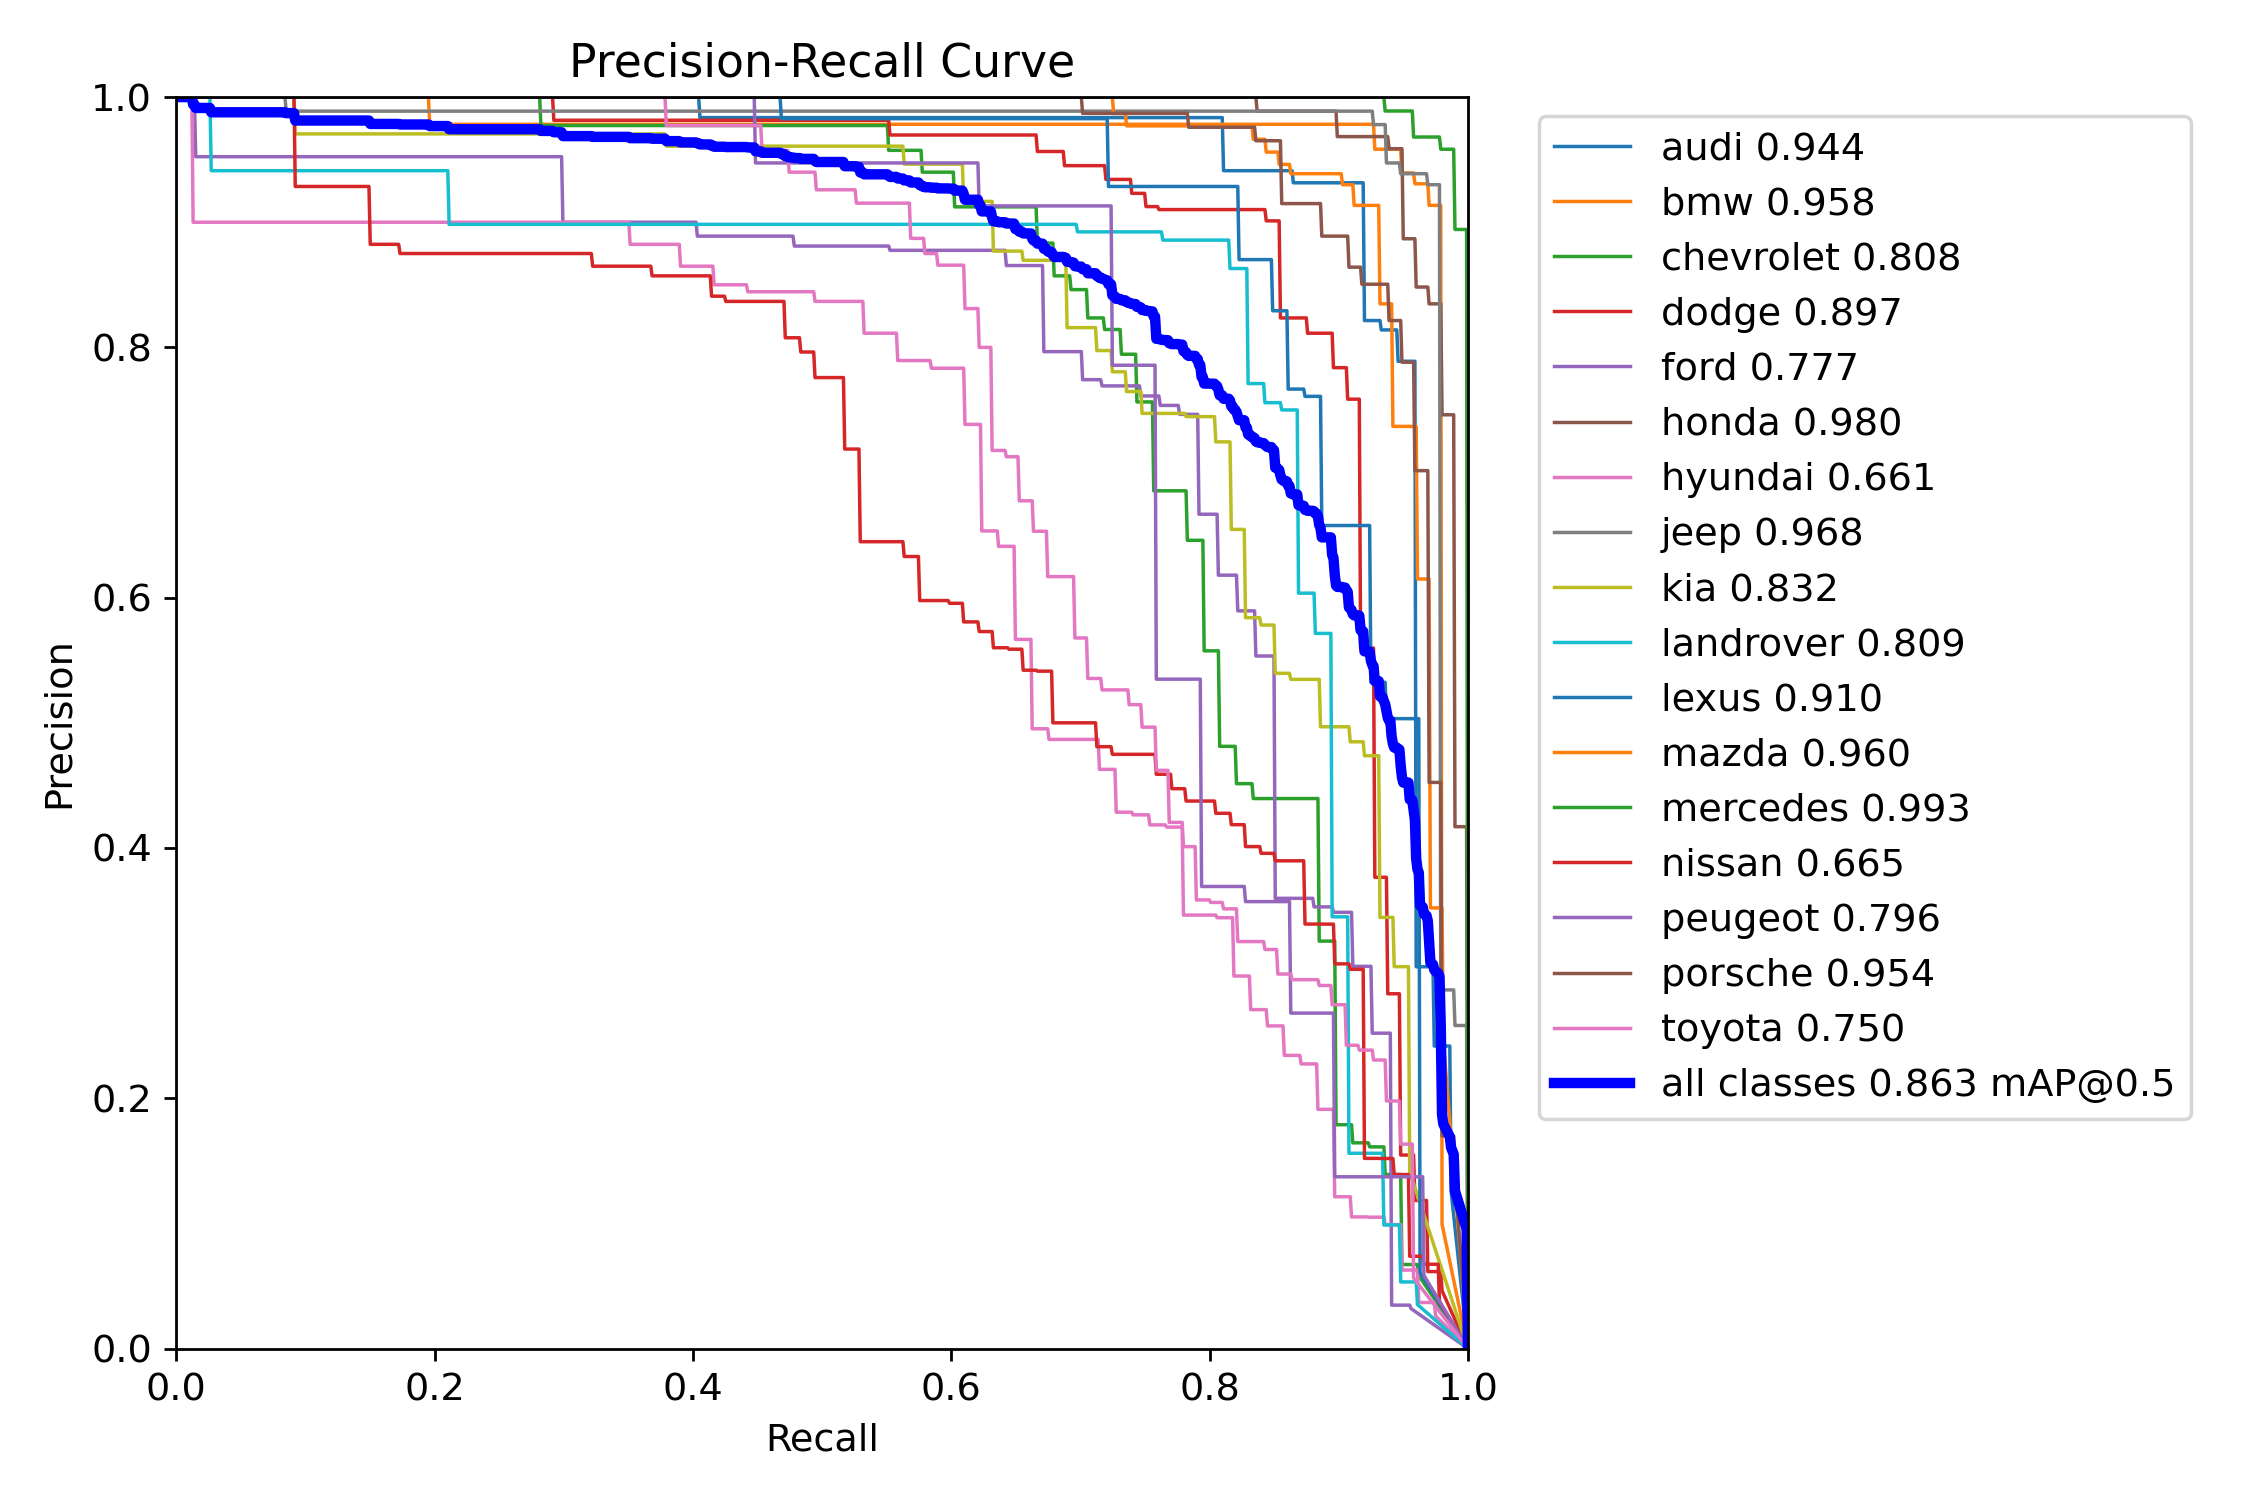 Precision-Recall Curve
1.0
0.8
0.6
0.4
0.2
0.0
Precision
0.0 0.2 0.4 0.6 0.8 1.0
Recall
audi 0.944
bmw 0.958
chevrolet 0.808
dodge 0.897
ford 0.777
honda 0.980
hyundai 0.661
jeep 0.968
kia 0.832
landrover 0.809
lexus 0.910
mazda 0.960
mercedes 0.993
nissan 0.665
peugeot 0.796
porsche 0.954
toyota 0.750
all classes 0.863 mAP@0.5